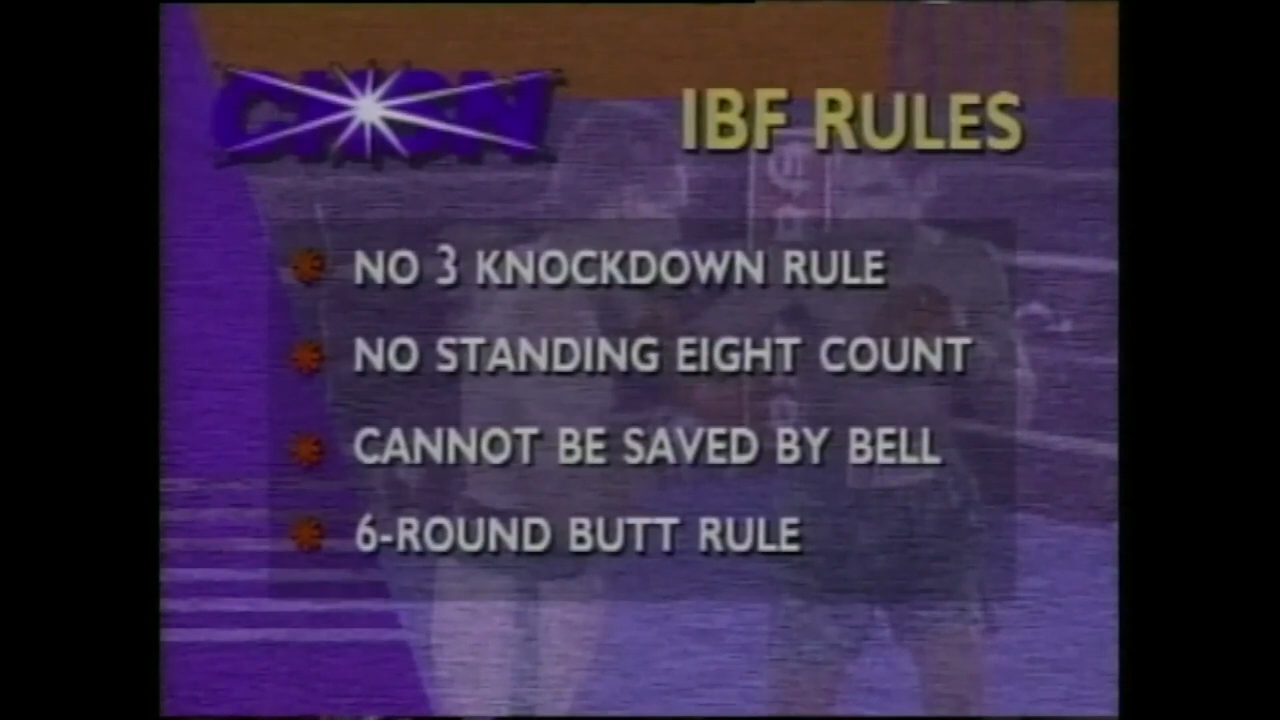 IBF RULES
NO 3 KNOCKDOWN RULE
NO STANDING EIGHT COUNT
CANNOT BE SAVED BY BELL
6-ROUND BUTT RULE